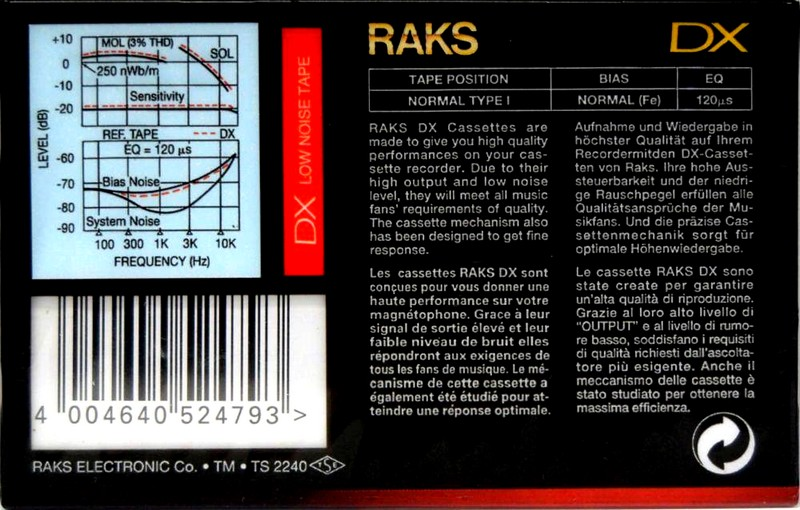 +10
0
-10
-20
MOL (3% THD)
SOL
250 nWb/m
Sensitivity
LEVEL (dB)
REF. TAPE --- DX
EQ = 120 µs
-60
-70
-80
-90
Bias Noise
System Noise
100 300 1K 3K 10K
FREQUENCY (Hz)
DX LOW NOISE TAPE
4 004640 524793 >
RAKS ELECTRONIC Co. • TM • TS 2240 TSE
RAKS DX
TAPE POSITION BIAS EQ
NORMAL TYPE I NORMAL (Fe) 120µs
RAKS DX Cassettes are
made to give you high quality
performances on your cas-
sette recorder. Due to their
high output and low noise
level, they will meet all music
fans' requirements of quality.
The cassette mechanism also
has been designed to get fine
response.
Aufnahme und Wiedergabe in
höchster Qualität auf Ihrem
Recordermitden DX-Casset-
ten von Raks. Ihre hohe Aus-
steuerbarkeit und der niedri-
ge Rauschpegel erfüllen alle
Qualitätsansprüche der Mu-
sikfans. Und die präzise Cas-
settenmechanik sorgt für
optimale Höhenwiedergabe.
Les cassettes RAKS DX sont
conçues pour vous donner une
haute performance sur votre
magnétophone. Grace à leur
signal de sortie élevé et leur
faible niveau de bruit elles
répondront aux exigences de
tous les fans de musique. Le mé-
canisme de cette cassette a
également été étudié pour at-
teindre une réponse optimale.
Le cassette RAKS DX sono
state create per garantire
un'alta qualità di riproduzione.
Grazie al loro alto livello di
"OUTPUT" e al livello di rumo-
re basso, soddisfano i requisiti
di qualità richiesti dall'ascolta-
tore più esigente. Anche il
meccanismo delle cassette è
stato studiato per ottenere la
massima efficienza.